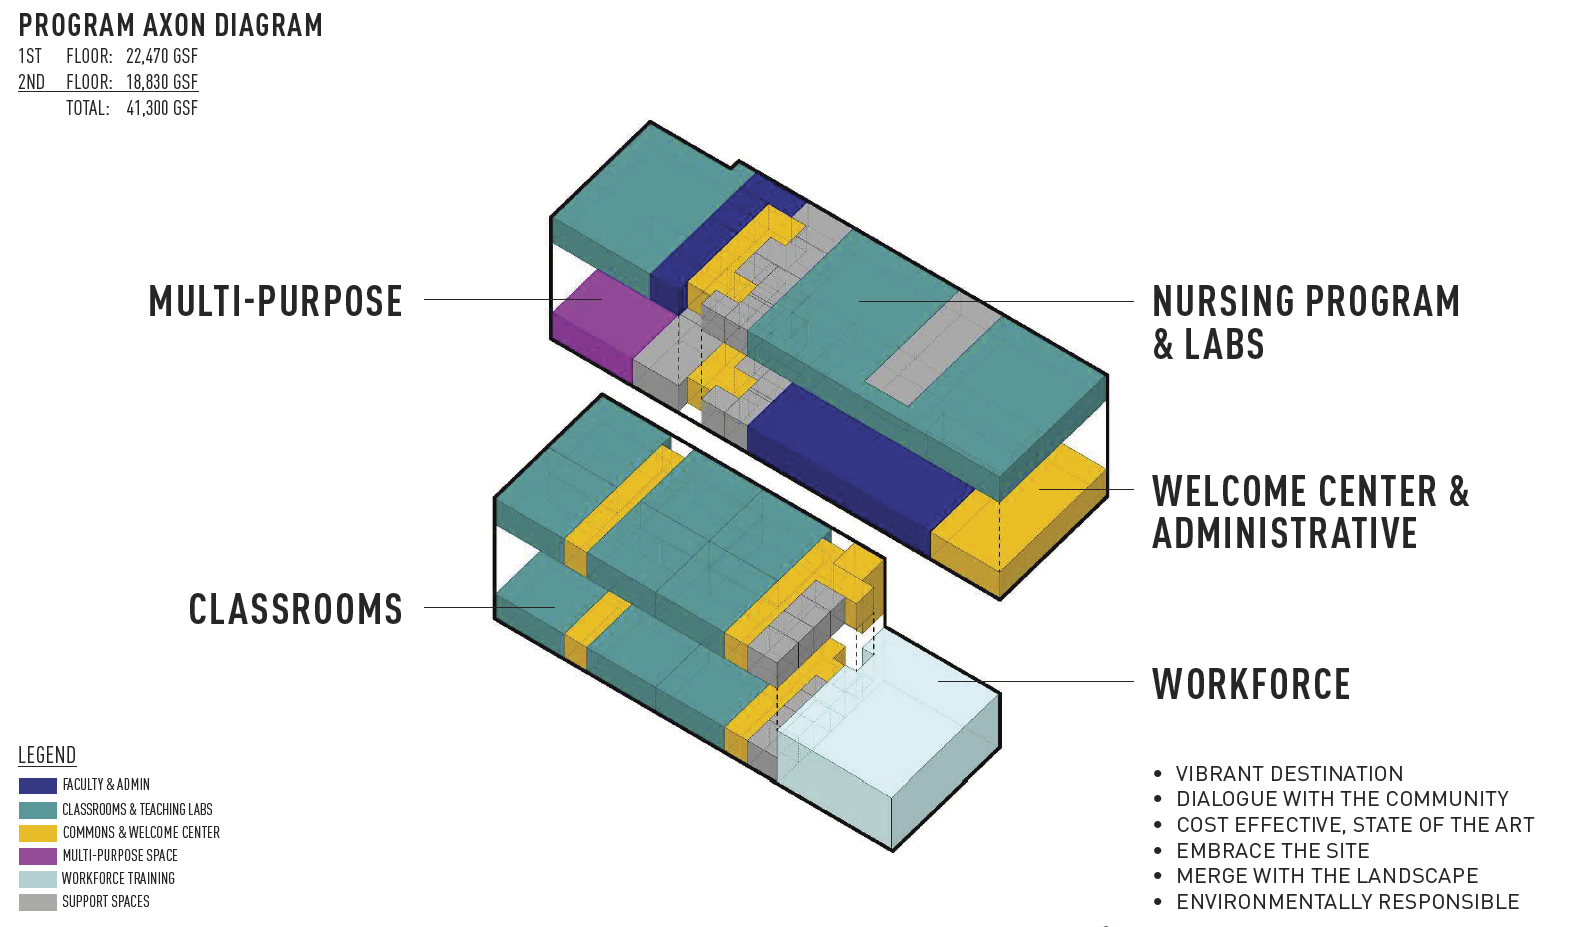 PROGRAM AXON DIAGRAM
1ST FLOOR: 22,470 GSF
2ND FLOOR: 18,830 GSF
TOTAL: 41,300 GSF
MULTI-PURPOSE
NURSING PROGRAM
& LABS
WELCOME CENTER &
ADMINISTRATIVE
CLASSROOMS
WORKFORCE
LEGEND
FACULTY & ADMIN
CLASSROOMS & TEACHING LABS
COMMONS & WELCOME CENTER
MULTI-PURPOSE SPACE
WORKFORCE TRAINING
SUPPORT SPACES
• VIBRANT DESTINATION
• DIALOGUE WITH THE COMMUNITY
• COST EFFECTIVE, STATE OF THE ART
• EMBRACE THE SITE
• MERGE WITH THE LANDSCAPE
• ENVIRONMENTALLY RESPONSIBLE